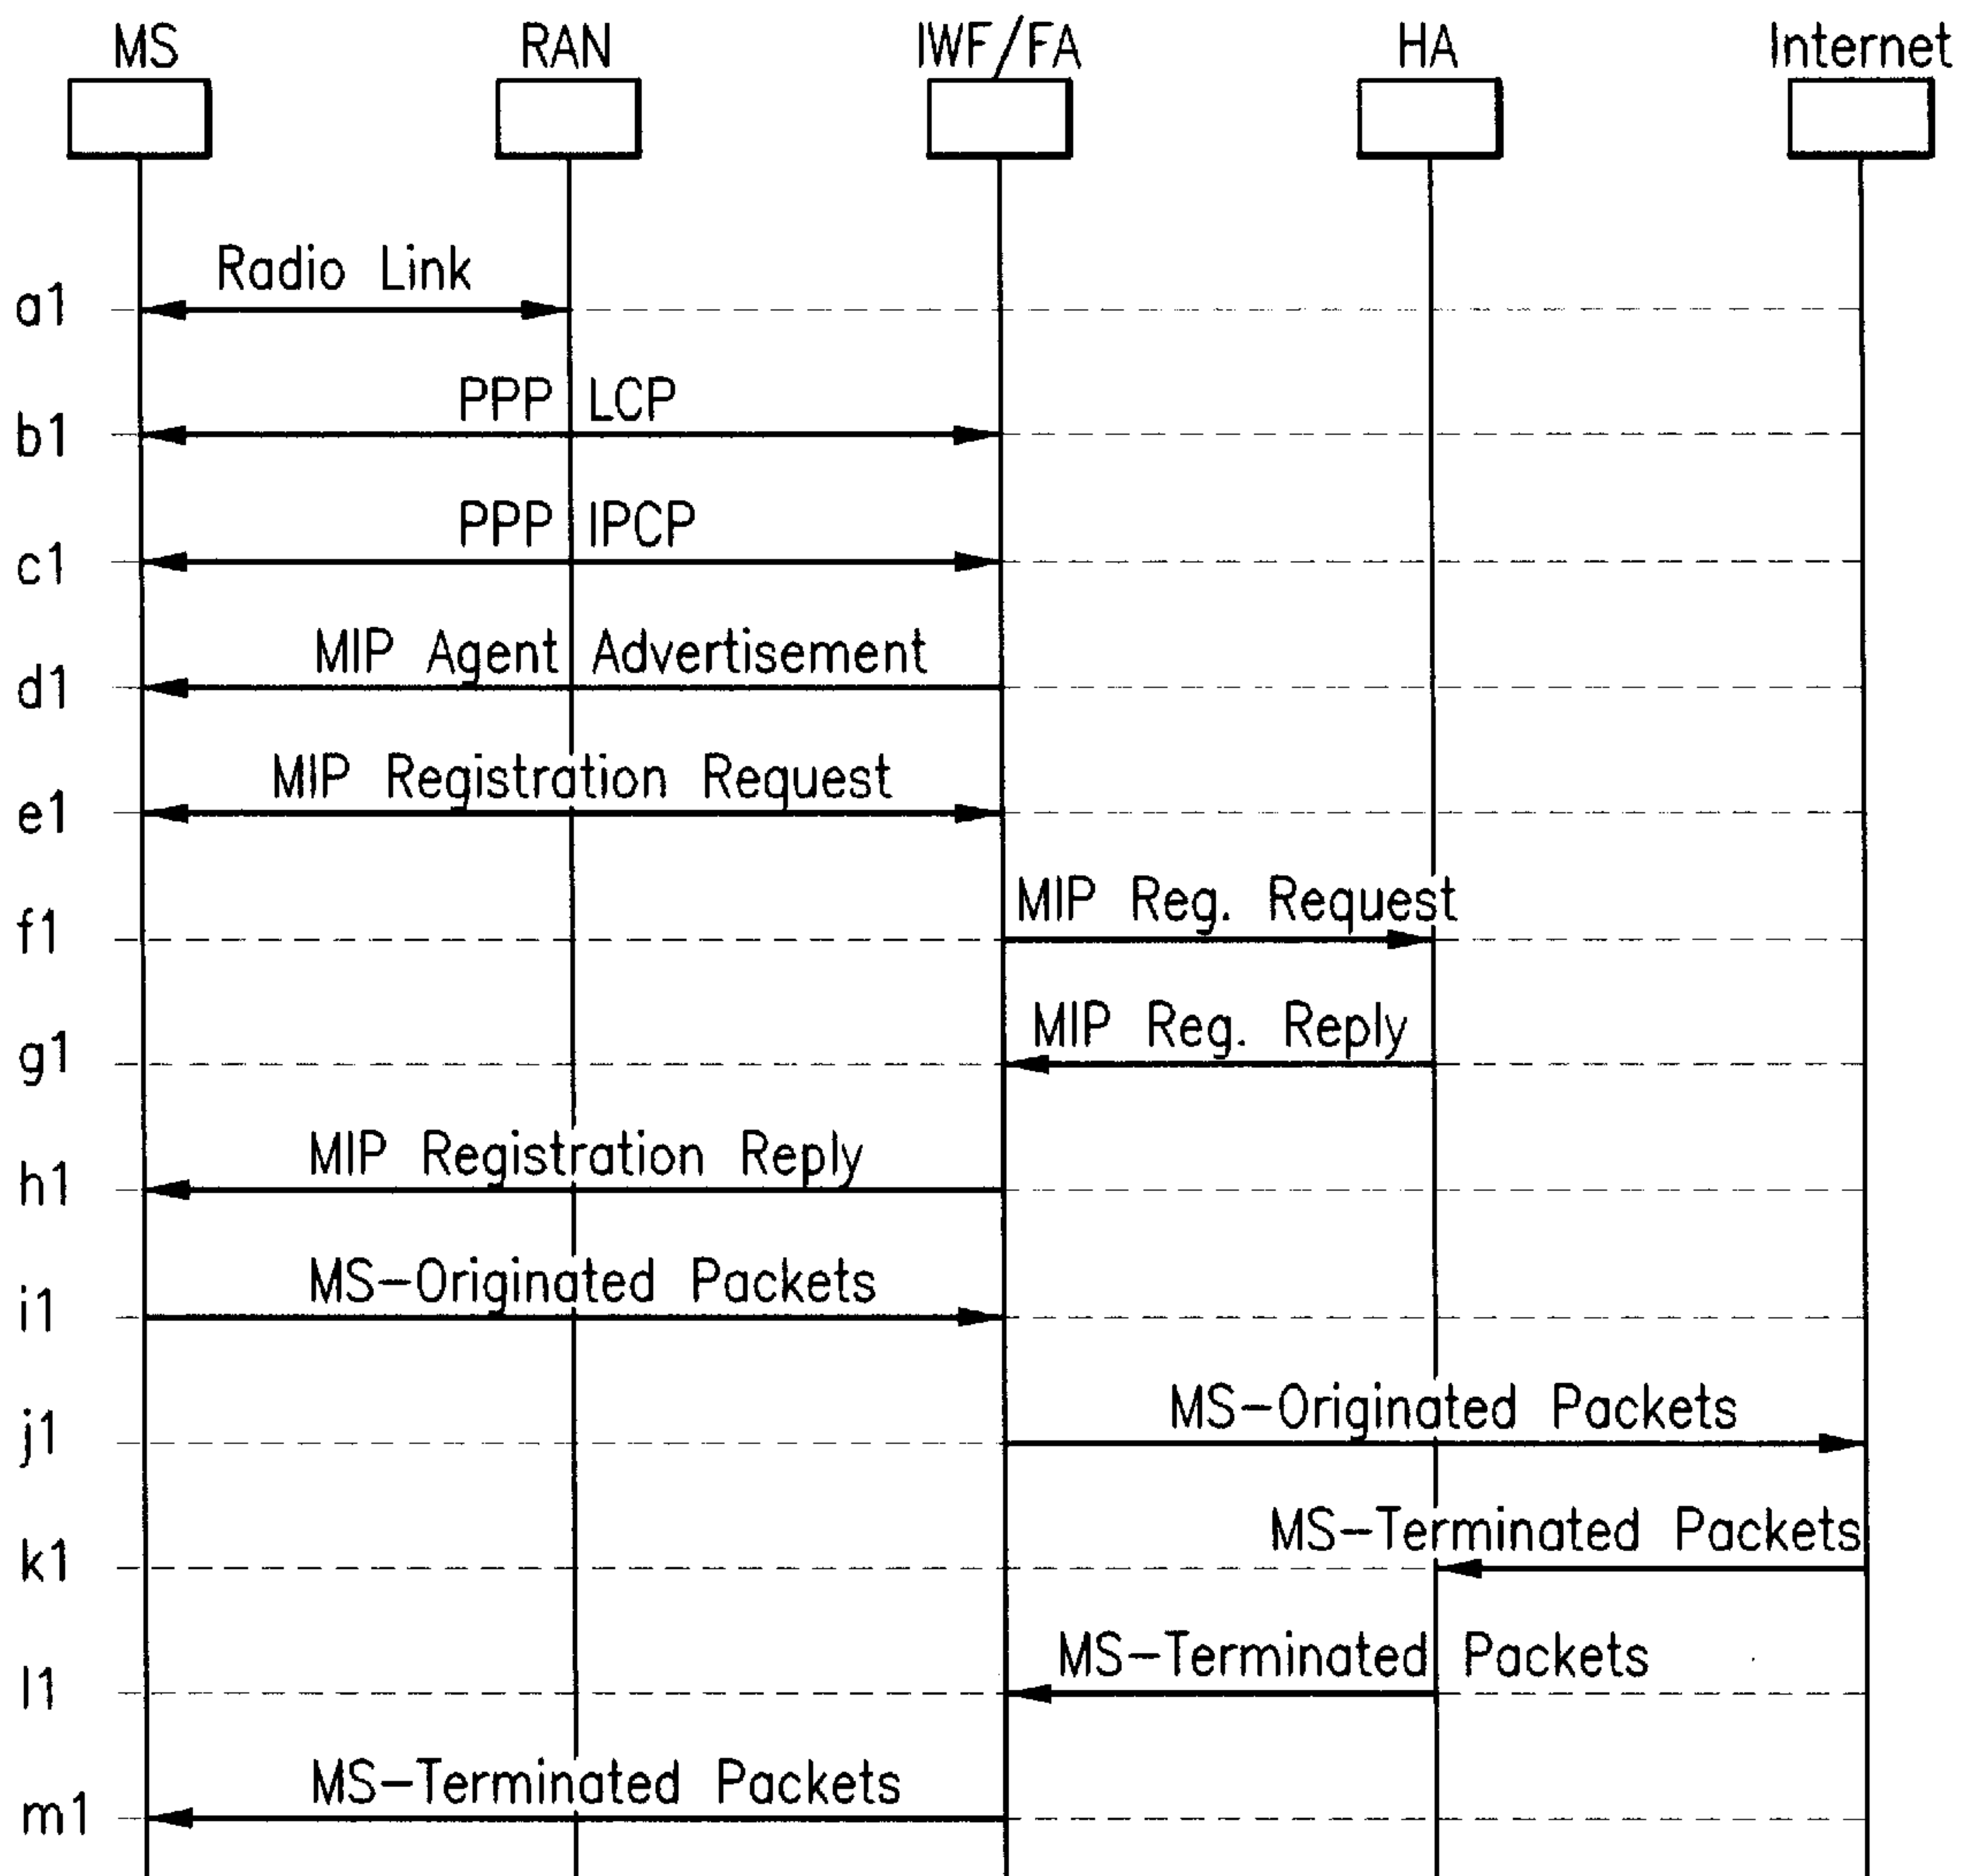 MS RAN IWF/FA HA Internet
Radio Link
a1
PPP LCP
b1
PPP IPCP
c1
MIP Agent Advertisement
d1
MIP Registration Request
e1
MIP Reg. Request
f1
MIP Reg. Reply
g1
MIP Registration Reply
h1
MS-Originated Packets
i1
MS-Originated Packets
j1
MS-Terminated Packets
k1
MS-Terminated Packets
l1
MS-Terminated Packets
m1